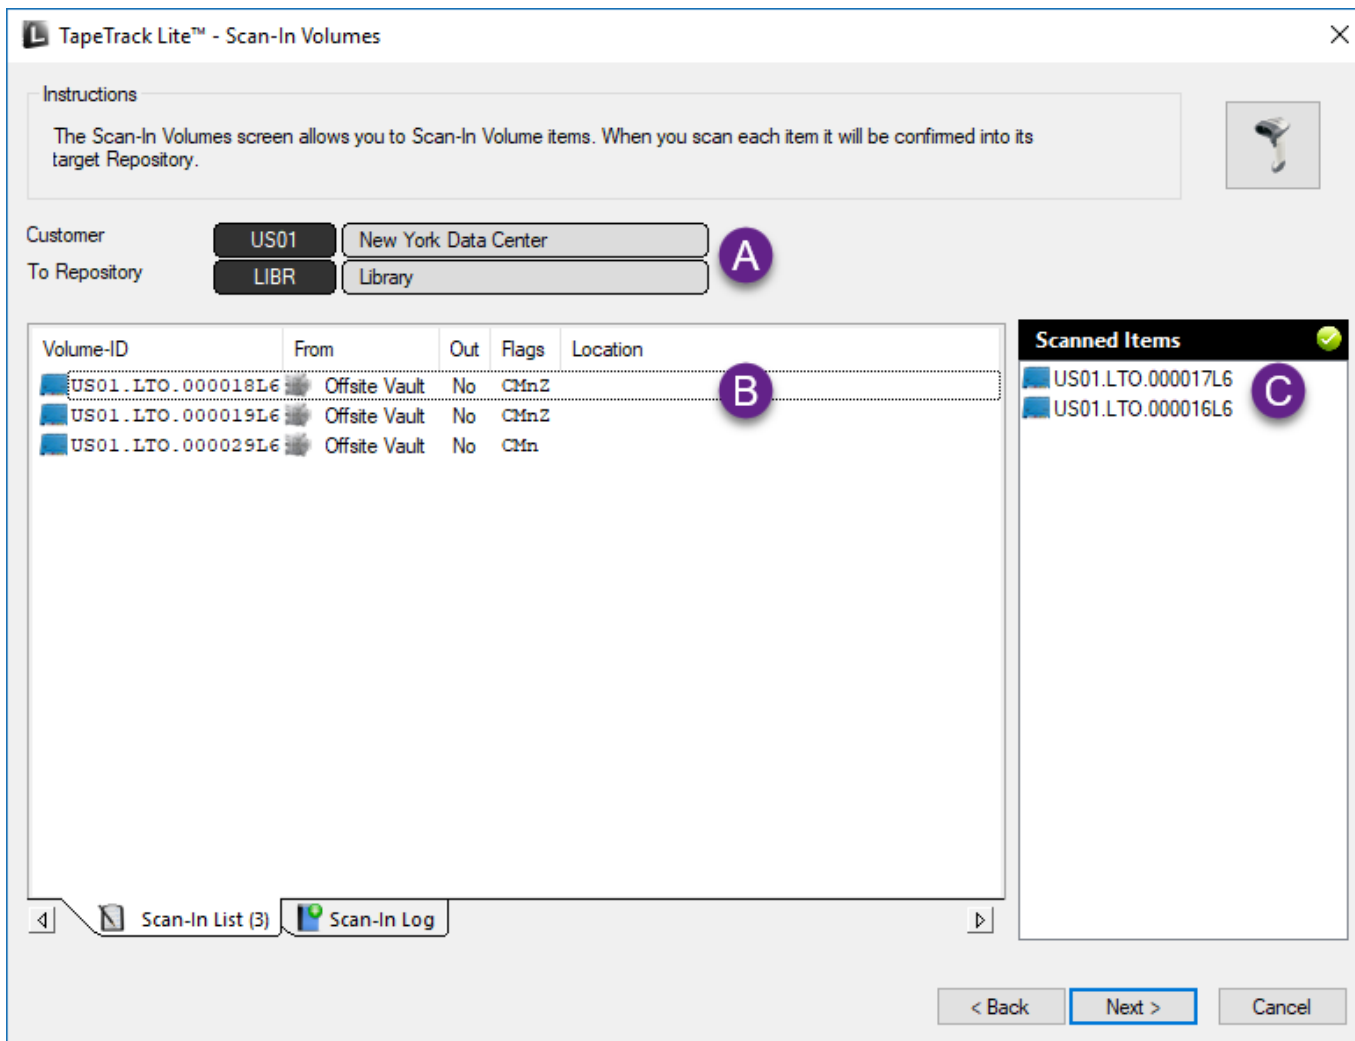 L TapeTrack Lite™ - Scan-In Volumes
Instructions
The Scan-In Volumes screen allows you to Scan-In Volume items. When you scan each item it will be confirmed into its
target Repository.
Customer US01 New York Data Center
A
To Repository LIBR Library
Volume-ID From Out Flags Location
US01.LTO.000018L6 Offsite Vault No CMnZ
B
US01.LTO.000019L6 Offsite Vault No CMnZ
US01.LTO.000029L6 Offsite Vault No CMn
Scanned Items
US01.LTO.000017L6
C
US01.LTO.000016L6
Scan-In List (3) Scan-In Log
< Back Next > Cancel